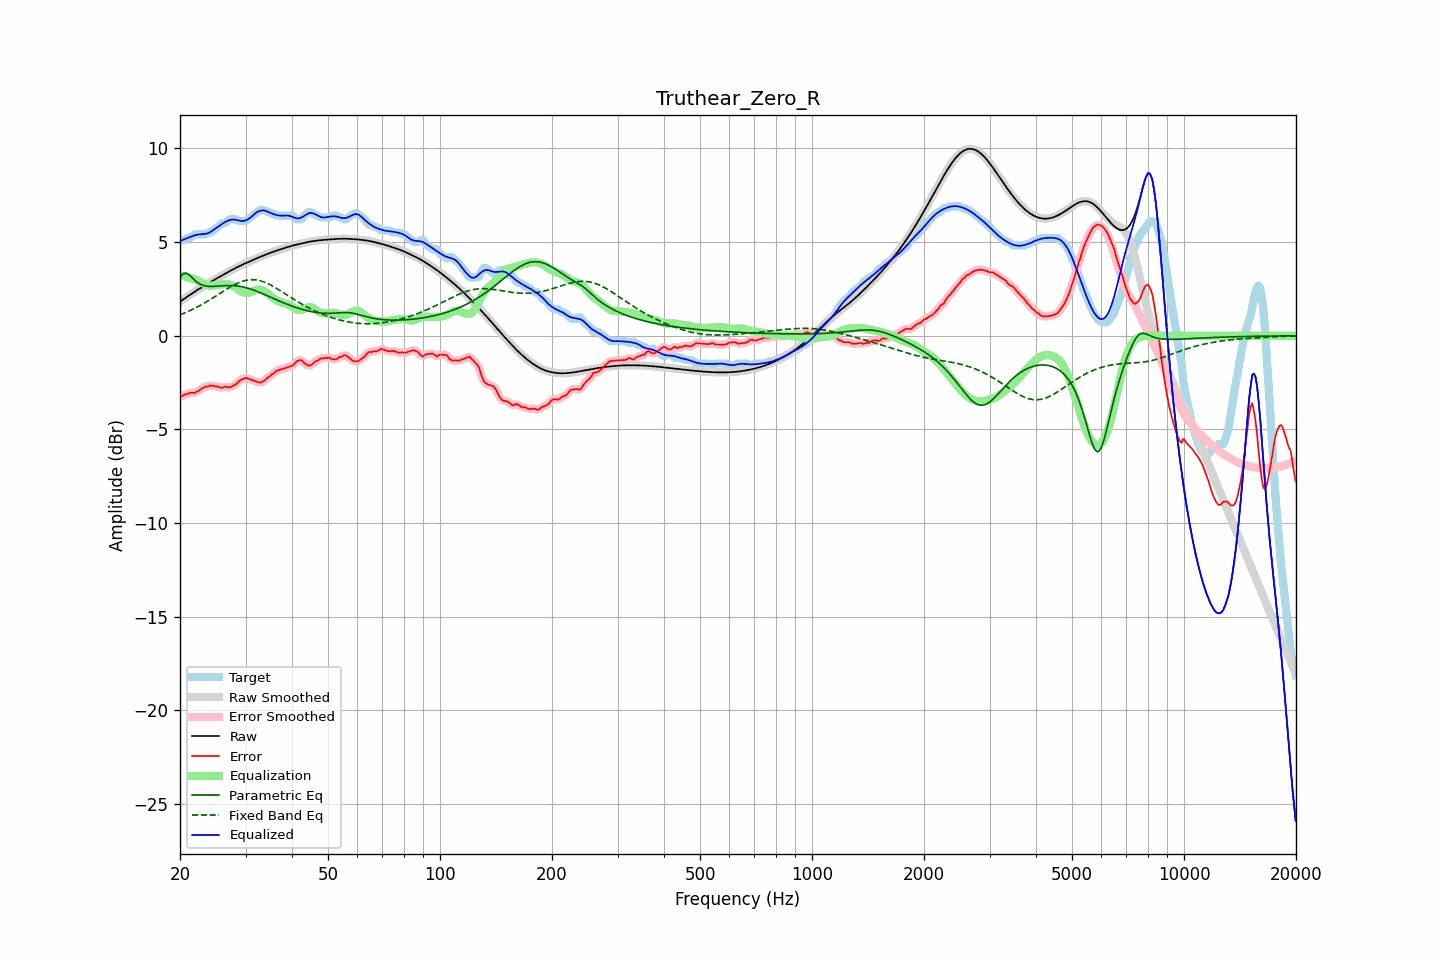 Truthear_Zero_R
Amplitude (dBr)
10
5
0
−5
−10
−15
−20
−25
Target
Raw Smoothed
Error Smoothed
Raw
Error
Equalization
Parametric Eq
Fixed Band Eq
Equalized
20 50 100 200 500 1000 2000 5000 10000 20000
Frequency (Hz)